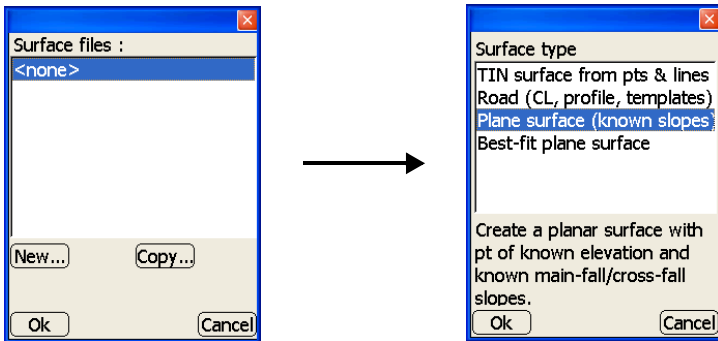 Surface files :
<none>
New...
Copy...
Ok
Cancel
Surface type
TIN surface from pts & lines
Road (CL, profile, templates)
Plane surface (known slopes)
Best-fit plane surface
Create a planar surface with
pt of known elevation and
known main-fall/cross-fall
slopes.
Ok
Cancel